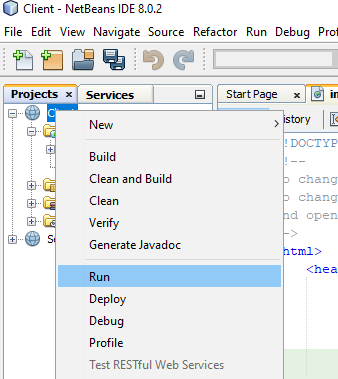 Client - NetBeans IDE 8.0.2
File Edit View Navigate Source Refactor Run Debug Prof
Projects × Services Start Page ×
New
istory
Build
Clean and Build
Clean
Verify
Generate Javadoc
Run
Deploy
Debug
Profile
Test RESTful Web Services
!DOCTYP
!--
o chang
o chang
nd open
-->
html>
<hea